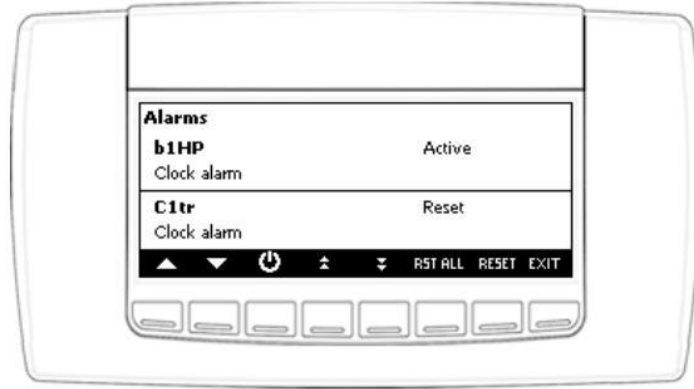 Alarms
b1HP Active
Clock alarm
C1tr Reset
Clock alarm
RST ALL RESET EXIT